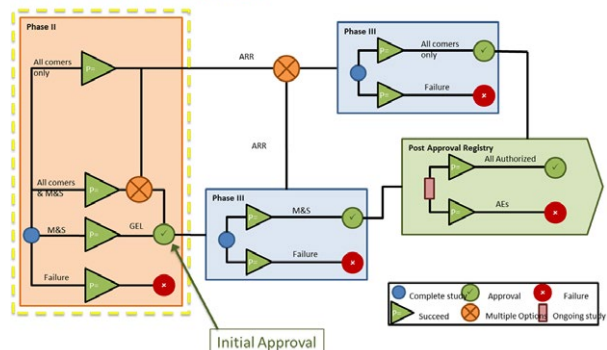 Phase II
All comers
only
P=
ARR
Phase III
All comers
only
P=
Failure
P=
ARR
Post Approval Registry
All Authorized
P=
AEs
P=
All comers
& M&S
P=
M&S
P=
GEL
Phase III
M&S
P=
Failure
P=
Failure
P=
Initial Approval
Complete study
Approval
Failure
Succeed
Multiple Options
Ongoing study
P=